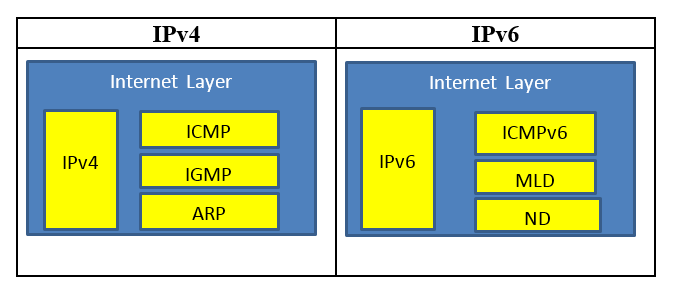 IPv4
IPv6
Internet Layer
IPv4
ICMP
IGMP
ARP
Internet Layer
IPv6
ICMPv6
MLD
ND